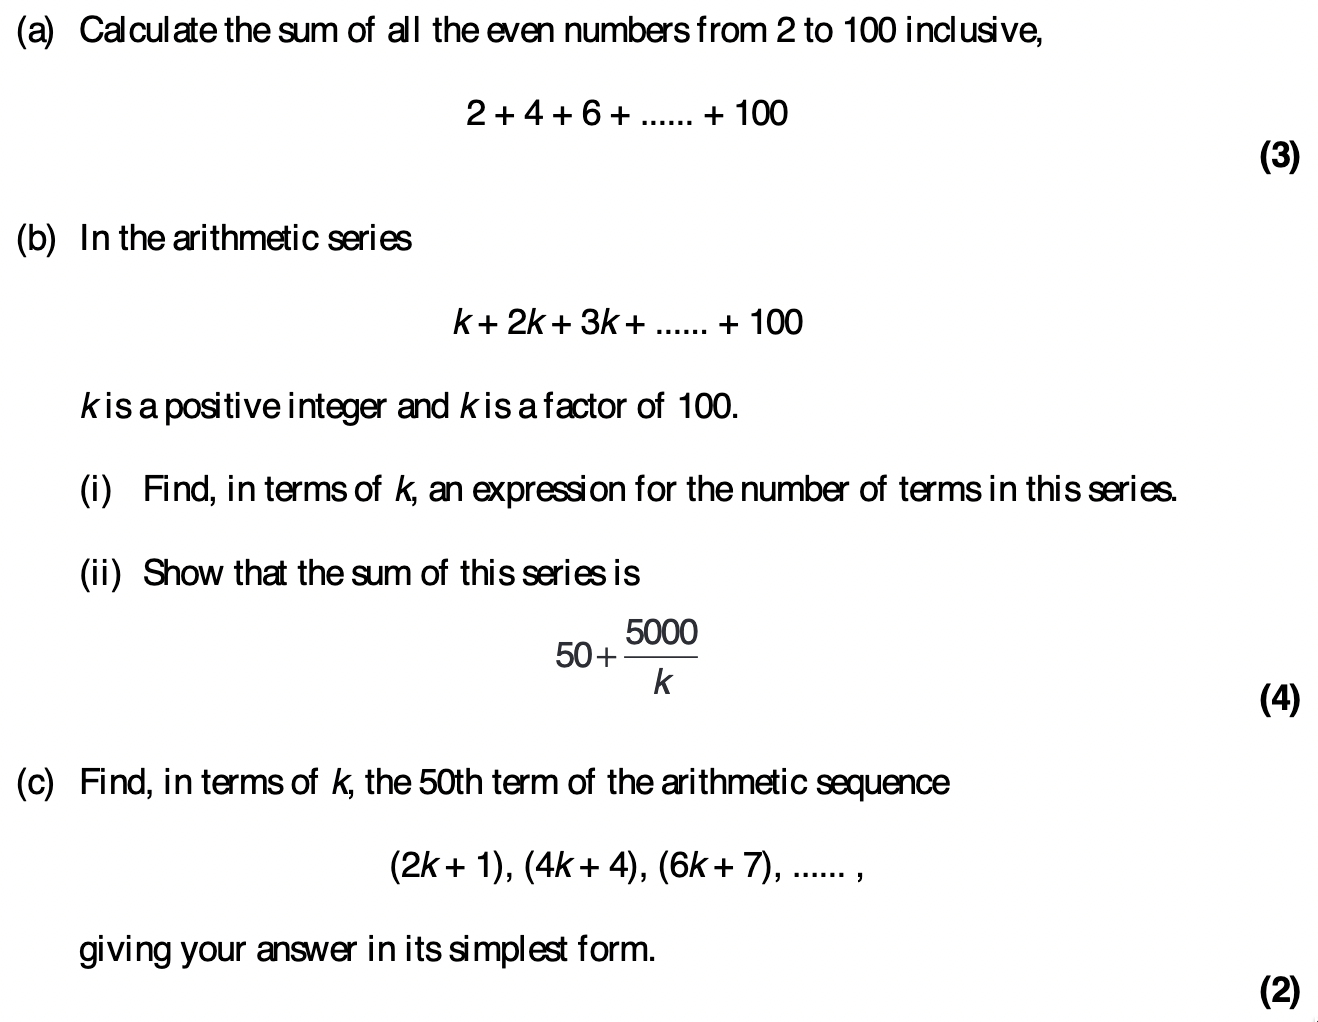 (a) Calculate the sum of all the even numbers from 2 to 100 inclusive,
2 + 4 + 6 + ...... + 100
(3)
(b) In the arithmetic series
k + 2k + 3k + ...... + 100
k is a positive integer and k is a factor of 100.
(i) Find, in terms of k, an expression for the number of terms in this series.
(ii) Show that the sum of this series is
50 + 5000/k
(4)
(c) Find, in terms of k, the 50th term of the arithmetic sequence
(2k + 1), (4k + 4), (6k + 7), ...... ,
giving your answer in its simplest form.
(2)